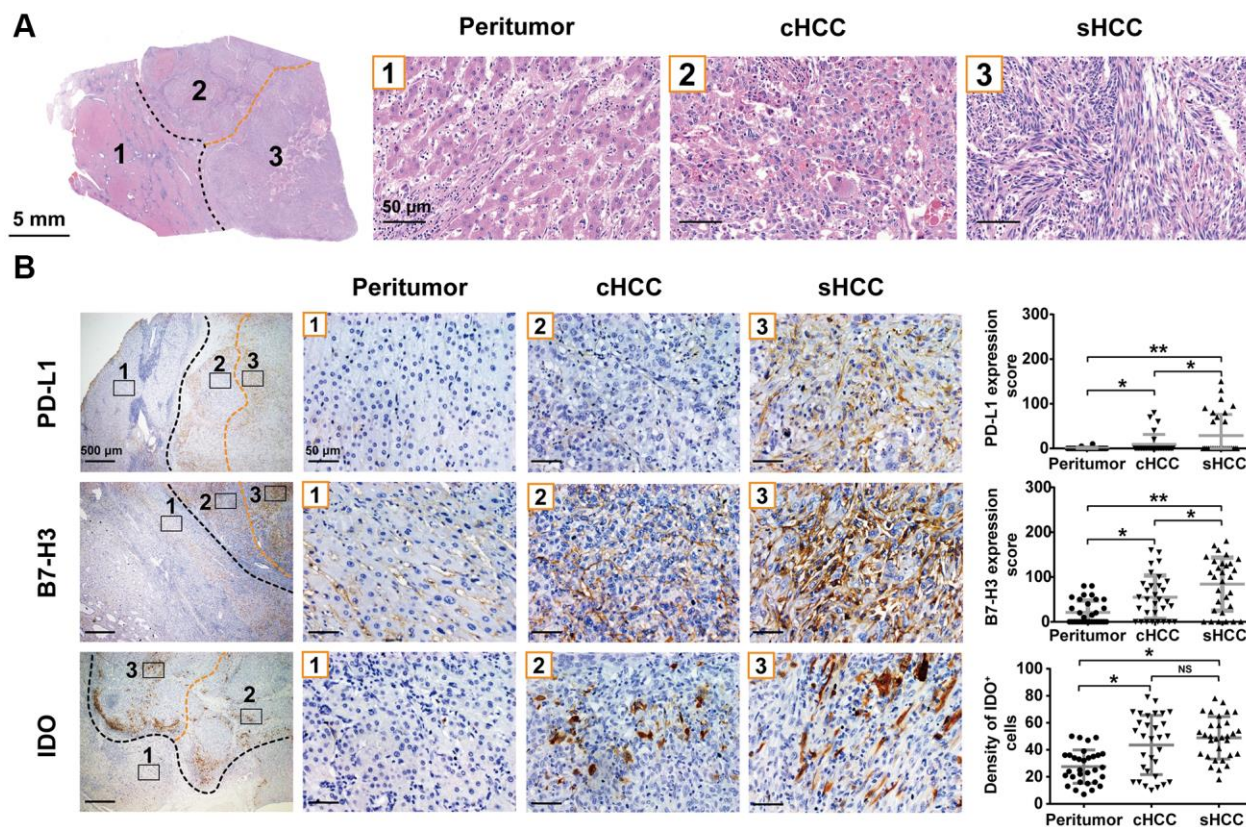 A
Peritumor cHCC sHCC
1 2 3
1 2 3
5 mm
50 μm
B
Peritumor cHCC sHCC
PD-L1
1 2 3
500 μm
1 2 3
50 μm
PD-L1 expression
score
300
200
100
0
** * *
Peritumor cHCC sHCC
B7-H3
1 2 3
1 2 3
B7-H3 expression
score
300
200
100
0
** * *
Peritumor cHCC sHCC
IDO
3 2 1
1 2 3
Density of IDO⁺
cells
100
80
60
40
20
0
* * NS
Peritumor cHCC sHCC